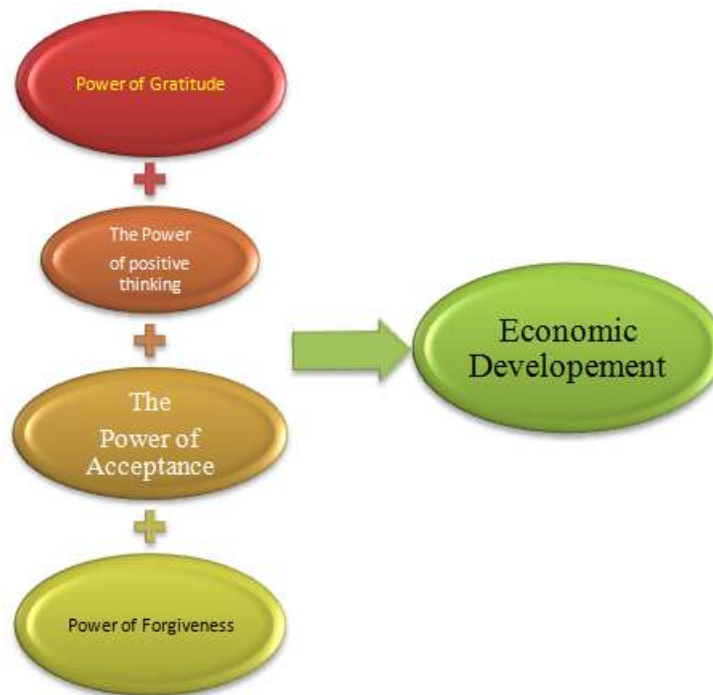 Power of Gratitude
The Power
of positive
thinking
The
Power of
Acceptance
Power of Forgiveness
Economic
Developement